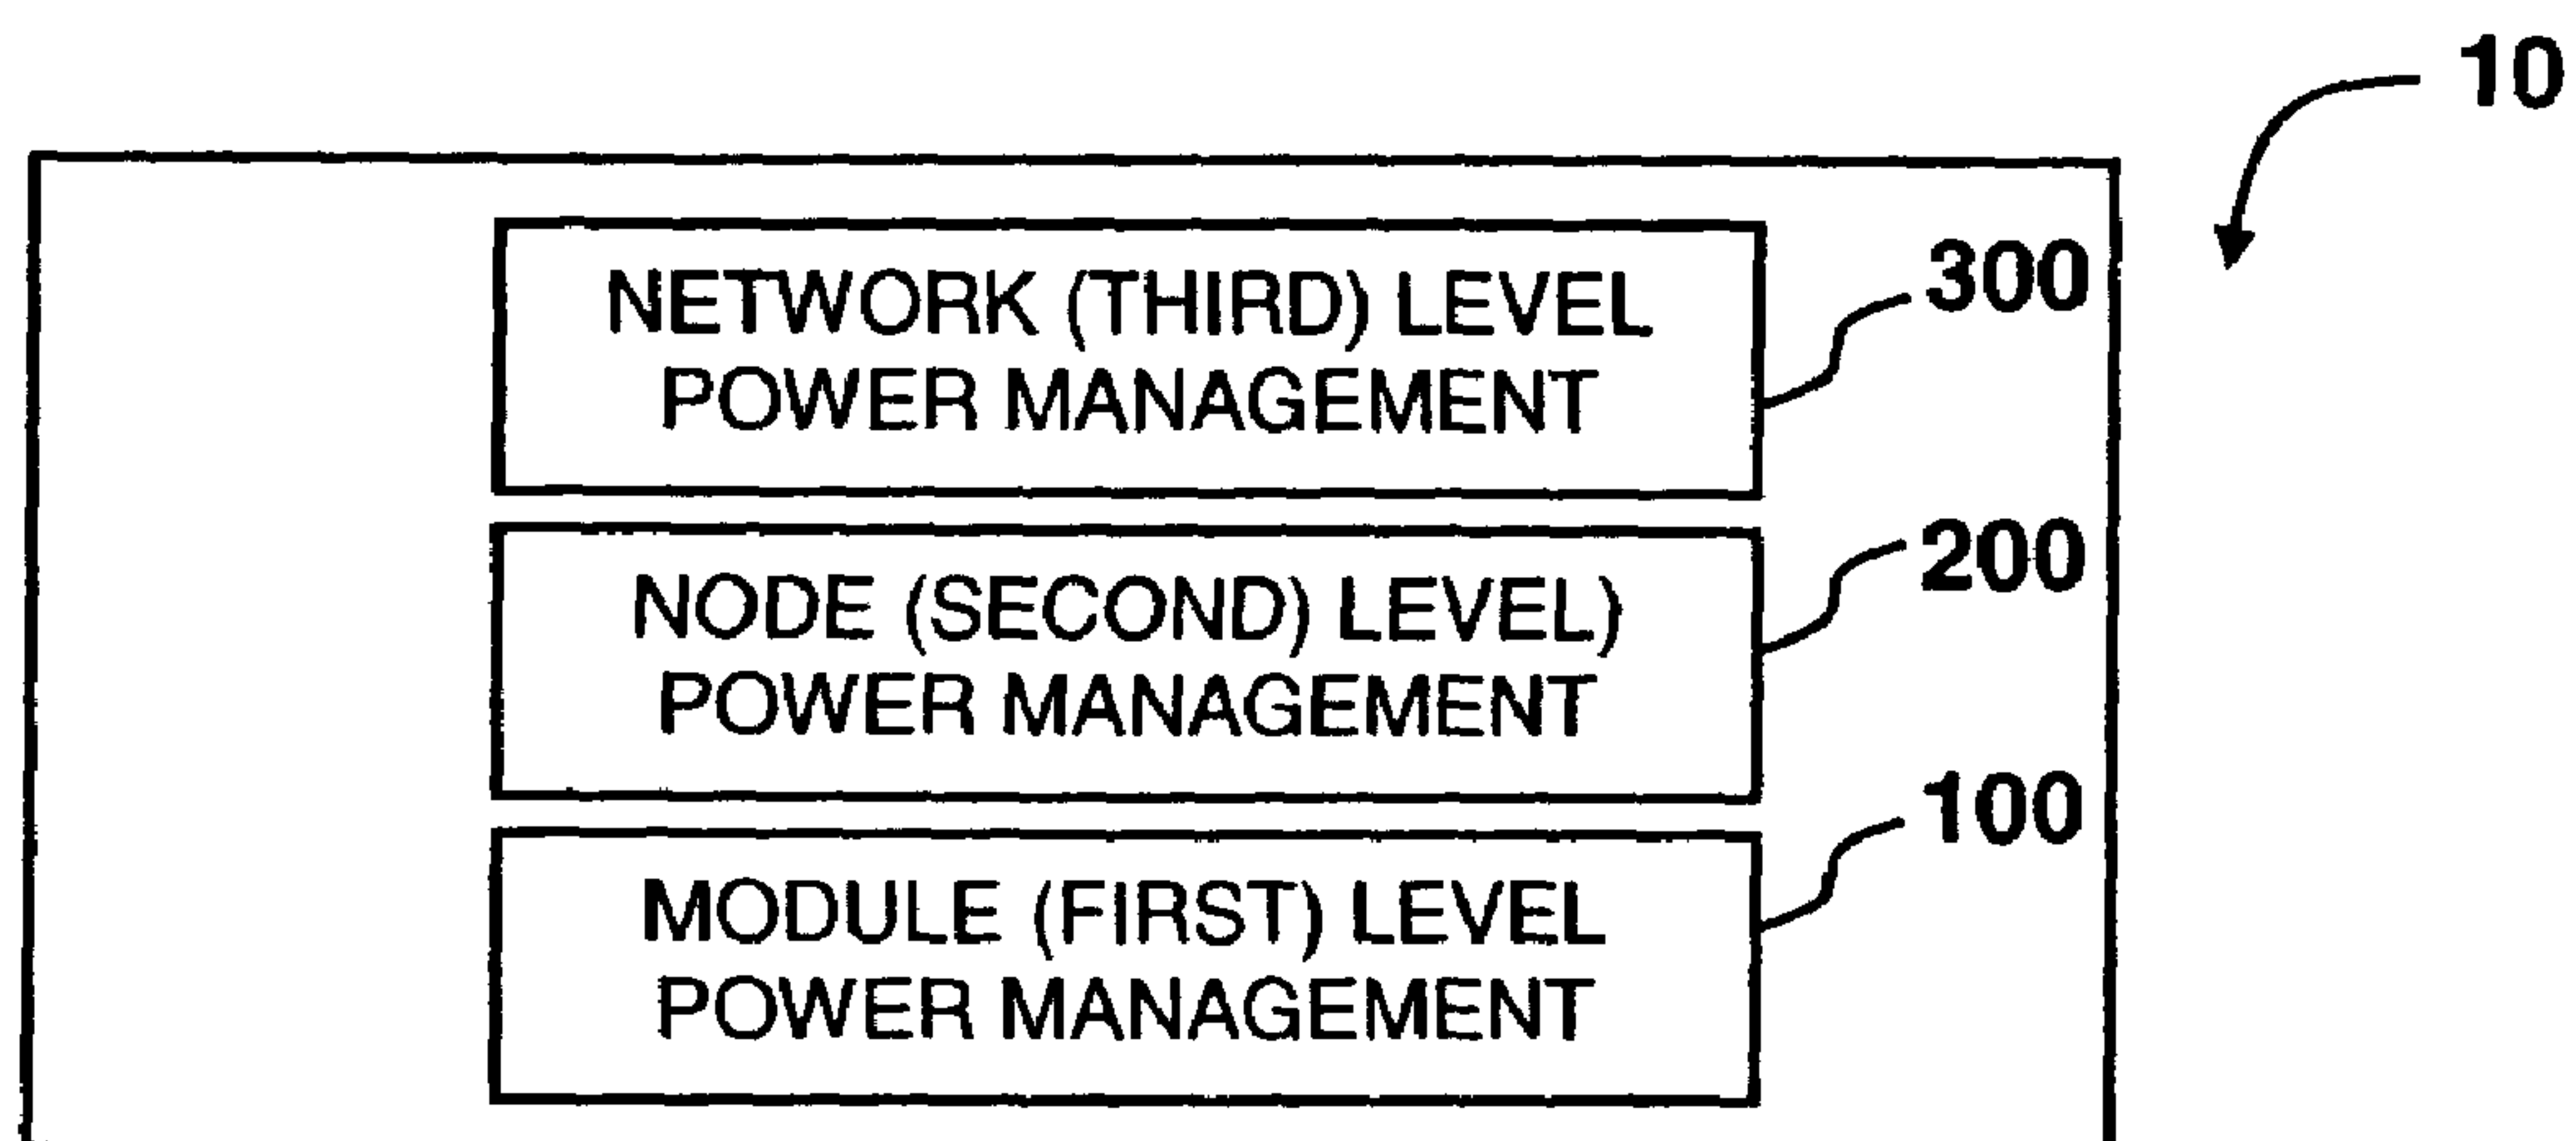 10
NETWORK (THIRD) LEVEL
POWER MANAGEMENT
300
NODE (SECOND) LEVEL)
POWER MANAGEMENT
200
MODULE (FIRST) LEVEL
POWER MANAGEMENT
100